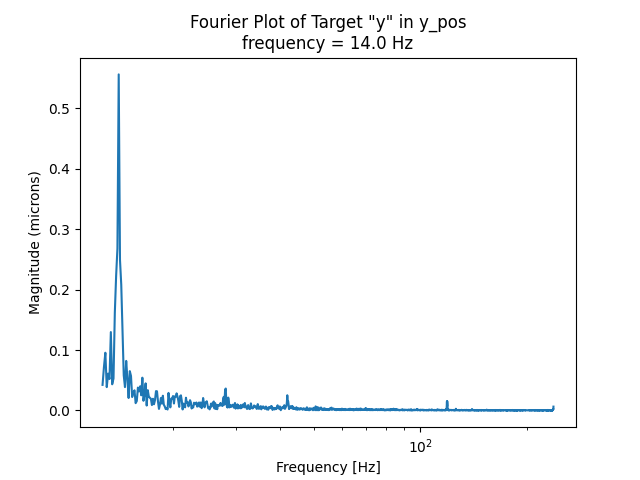 Fourier Plot of Target "y" in y_pos
frequency = 14.0 Hz
Magnitude (microns)
0.5
0.4
0.3
0.2
0.1
0.0
10²
Frequency [Hz]